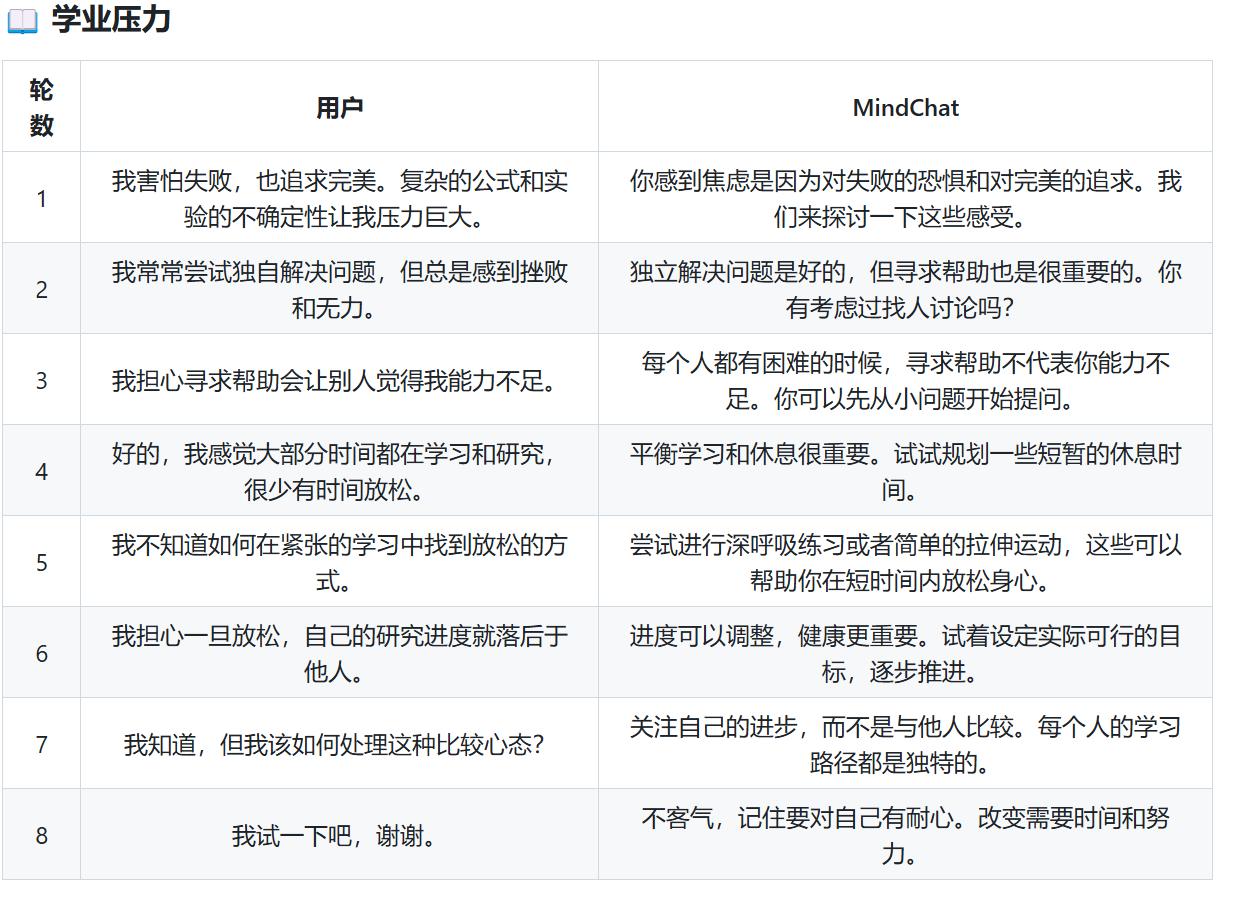 📖 学业压力
轮
数
用户
MindChat
1
我害怕失败，也追求完美。复杂的公式和实
验的不确定性让我压力巨大。
你感到焦虑是因为对失败的恐惧和对完美的追求。我
们来探讨一下这些感受。
2
我常常尝试独自解决问题，但总是感到挫败
和无力。
独立解决问题是好的，但寻求帮助也是很重要的。你
有考虑过找人讨论吗？
3
我担心寻求帮助会让别人觉得我能力不足。
每个人都有困难的时候，寻求帮助不代表你能力不
足。你可以先从小问题开始提问。
4
好的，我感觉大部分时间都在学习和研究，
很少有时间放松。
平衡学习和休息很重要。试试规划一些短暂的休息时
间。
5
我不知道如何在紧张的学习中找到放松的方
式。
尝试进行深呼吸练习或者简单的拉伸运动，这些可以
帮助你在短时间内放松身心。
6
我担心一旦放松，自己的研究进度就落后于
他人。
进度可以调整，健康更重要。试着设定实际可行的目
标，逐步推进。
7
我知道，但我该如何处理这种比较心态？
关注自己的进步，而不是与他人比较。每个人的学习
路径都是独特的。
8
我试一下吧，谢谢。
不客气，记住要对自己有耐心。改变需要时间和努
力。